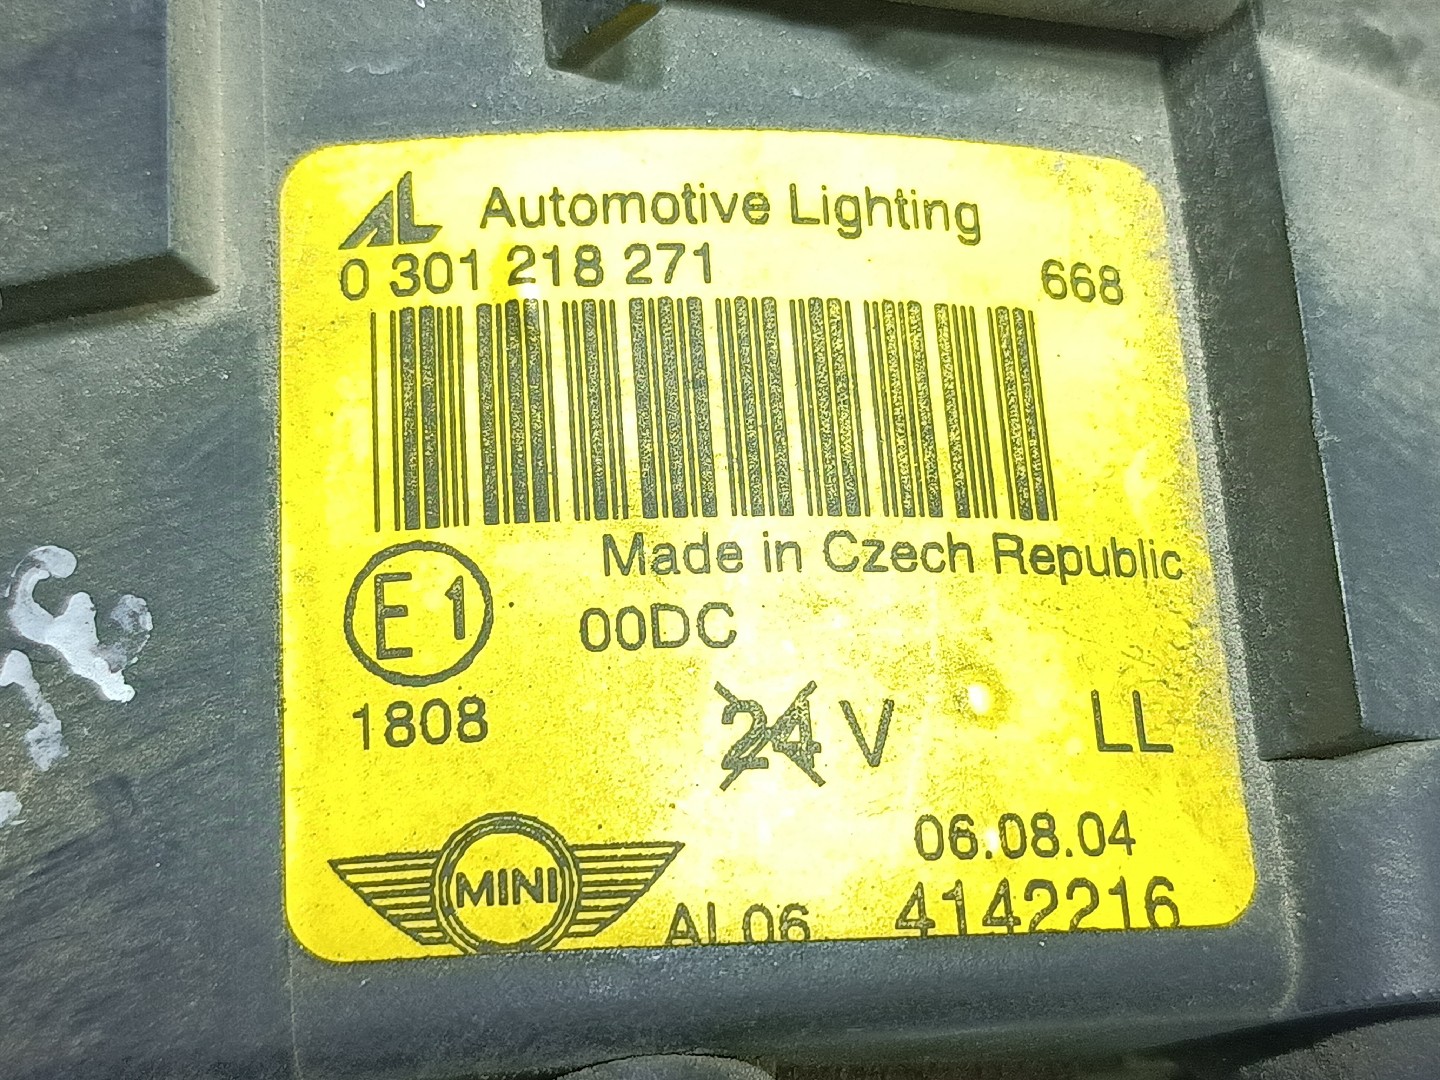 AL Automotive Lighting
0 301 218 271 668
Made in Czech Republic
E1
00DC
1808
24 V LL
06.08.04
MINI
AL06 4142216